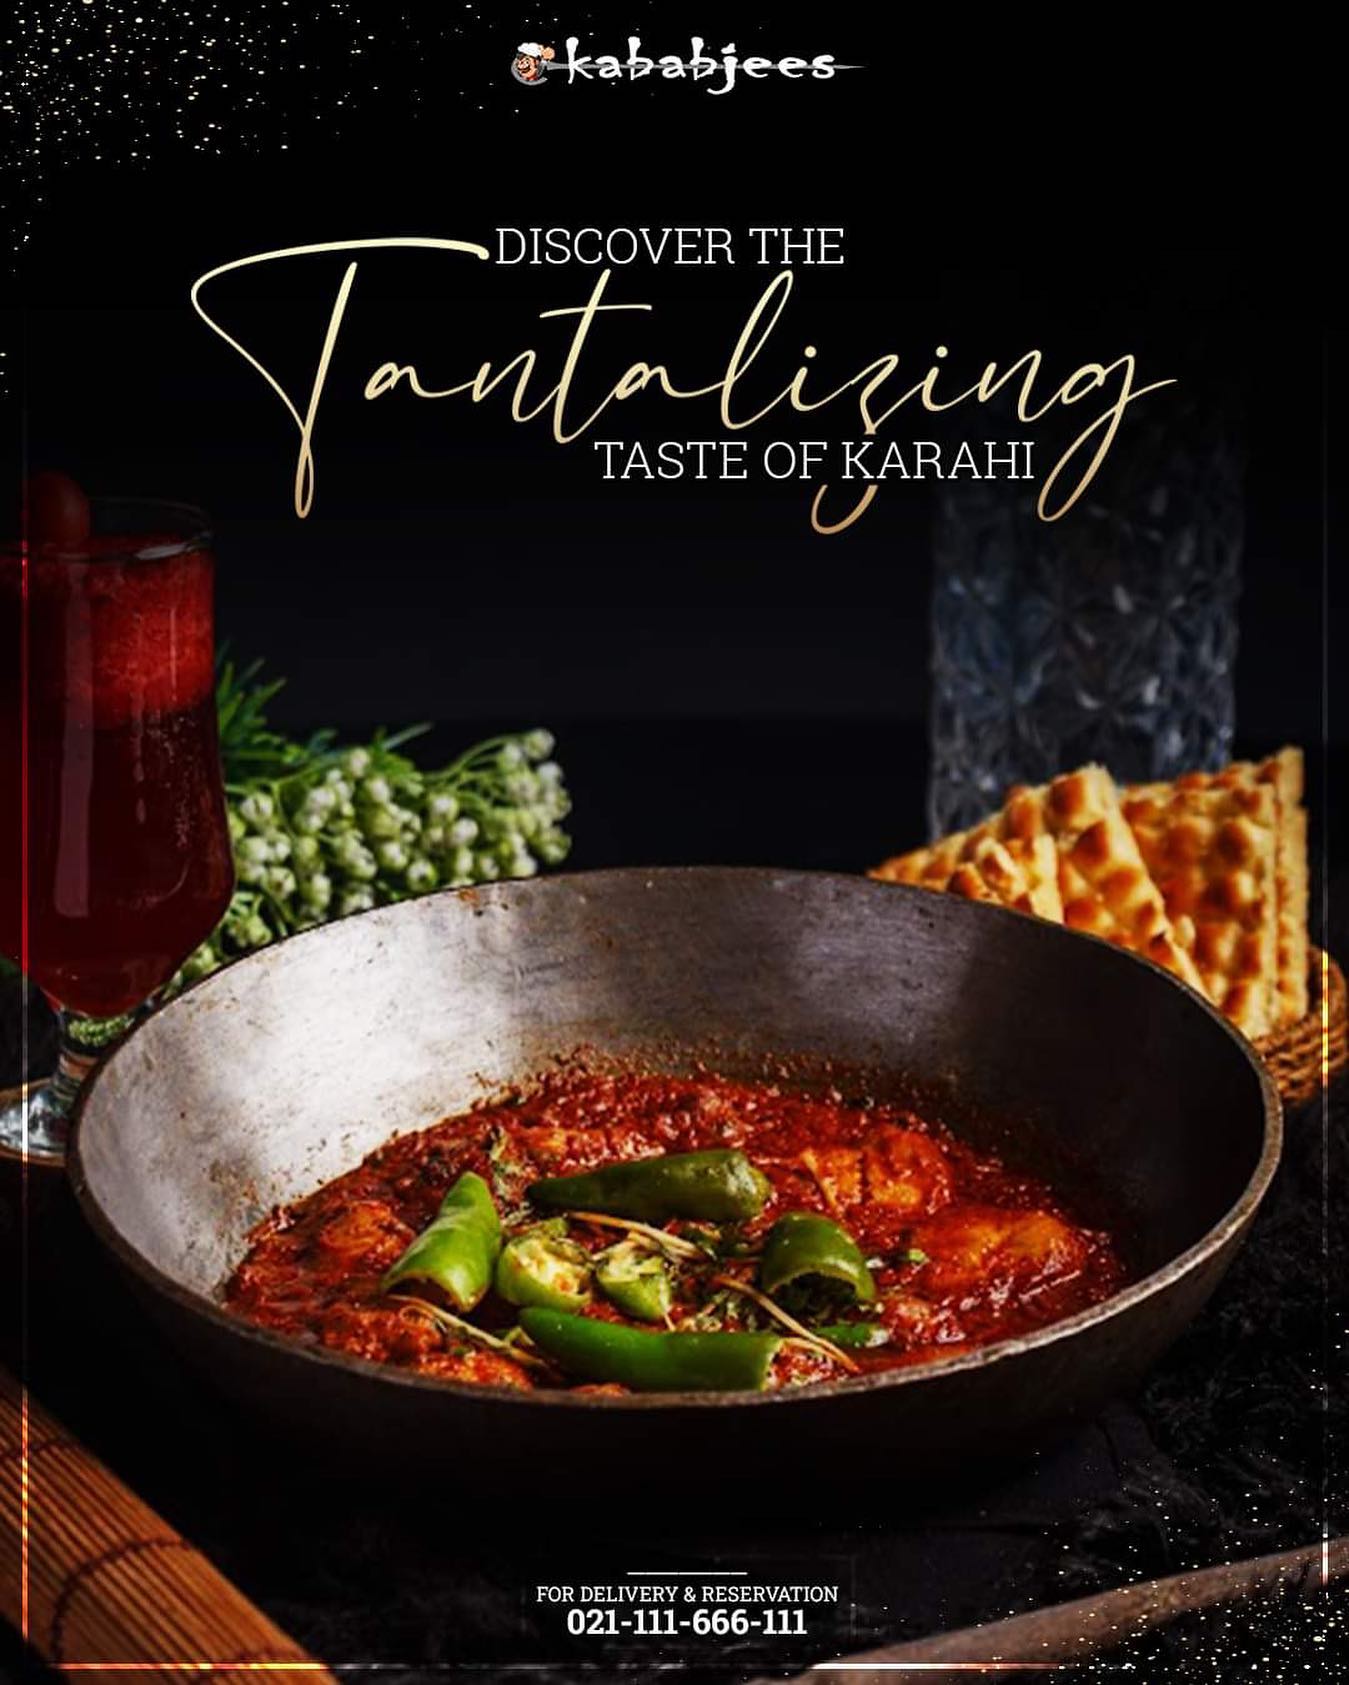 kababjees
DISCOVER THE
Tantalizing
TASTE OF KARAHI
FOR DELIVERY & RESERVATION
021-111-666-111